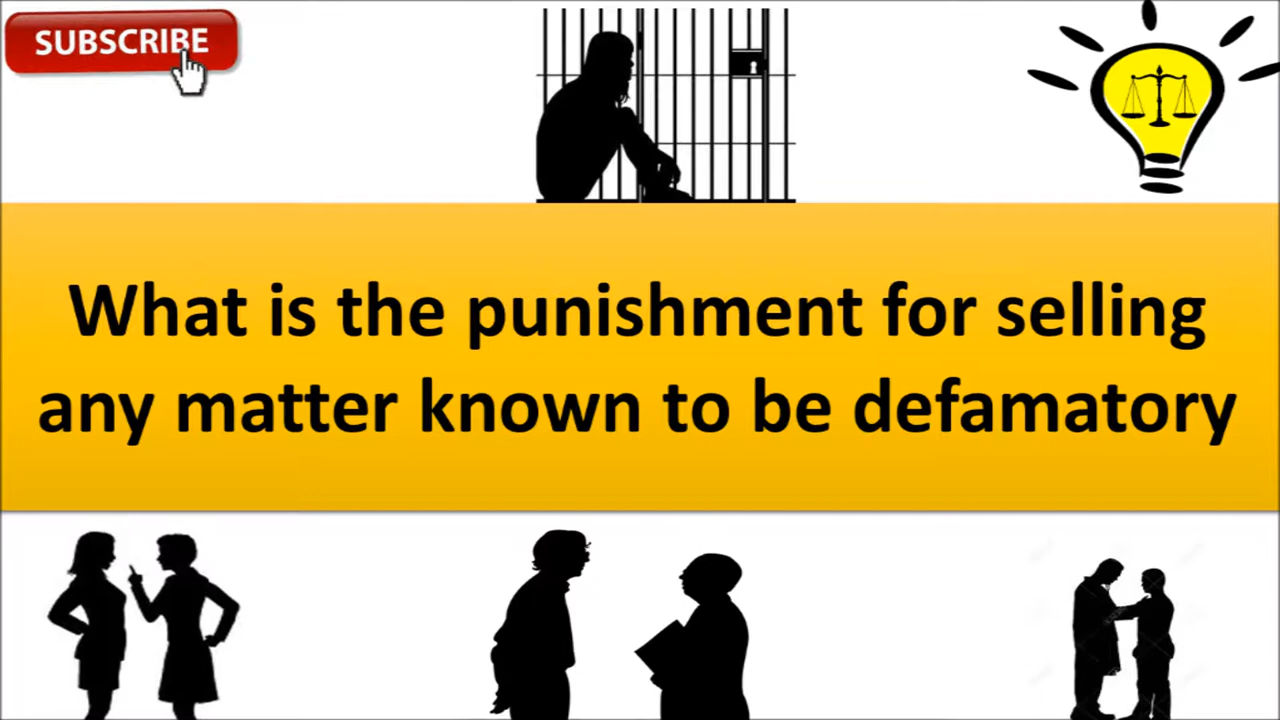 SUBSCRIBE
What is the punishment for selling
any matter known to be defamatory